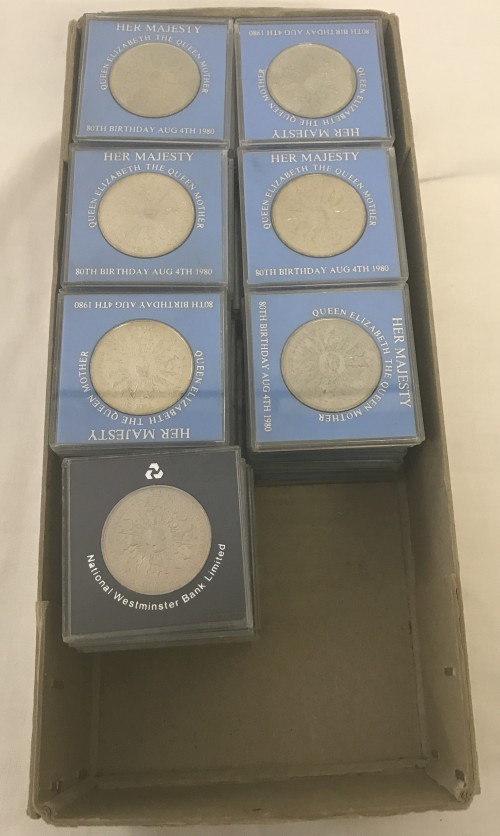 HER MAJESTY
QUEEN ELIZABETH THE QUEEN MOTHER
80TH BIRTHDAY AUG 4TH 1980
80TH BIRTHDAY AUG 4TH 1980
QUEEN ELIZABETH THE QUEEN MOTHER
HER MAJESTY
HER MAJESTY
QUEEN ELIZABETH THE QUEEN MOTHER
80TH BIRTHDAY AUG 4TH 1980
HER MAJESTY
QUEEN ELIZABETH THE QUEEN MOTHER
80TH BIRTHDAY AUG 4TH 1980
80TH BIRTHDAY AUG 4TH 1980
QUEEN ELIZABETH THE QUEEN MOTHER
HER MAJESTY
HER MAJESTY
QUEEN ELIZABETH THE QUEEN MOTHER
80TH BIRTHDAY AUG 4TH 1980
National Westminster Bank Limited